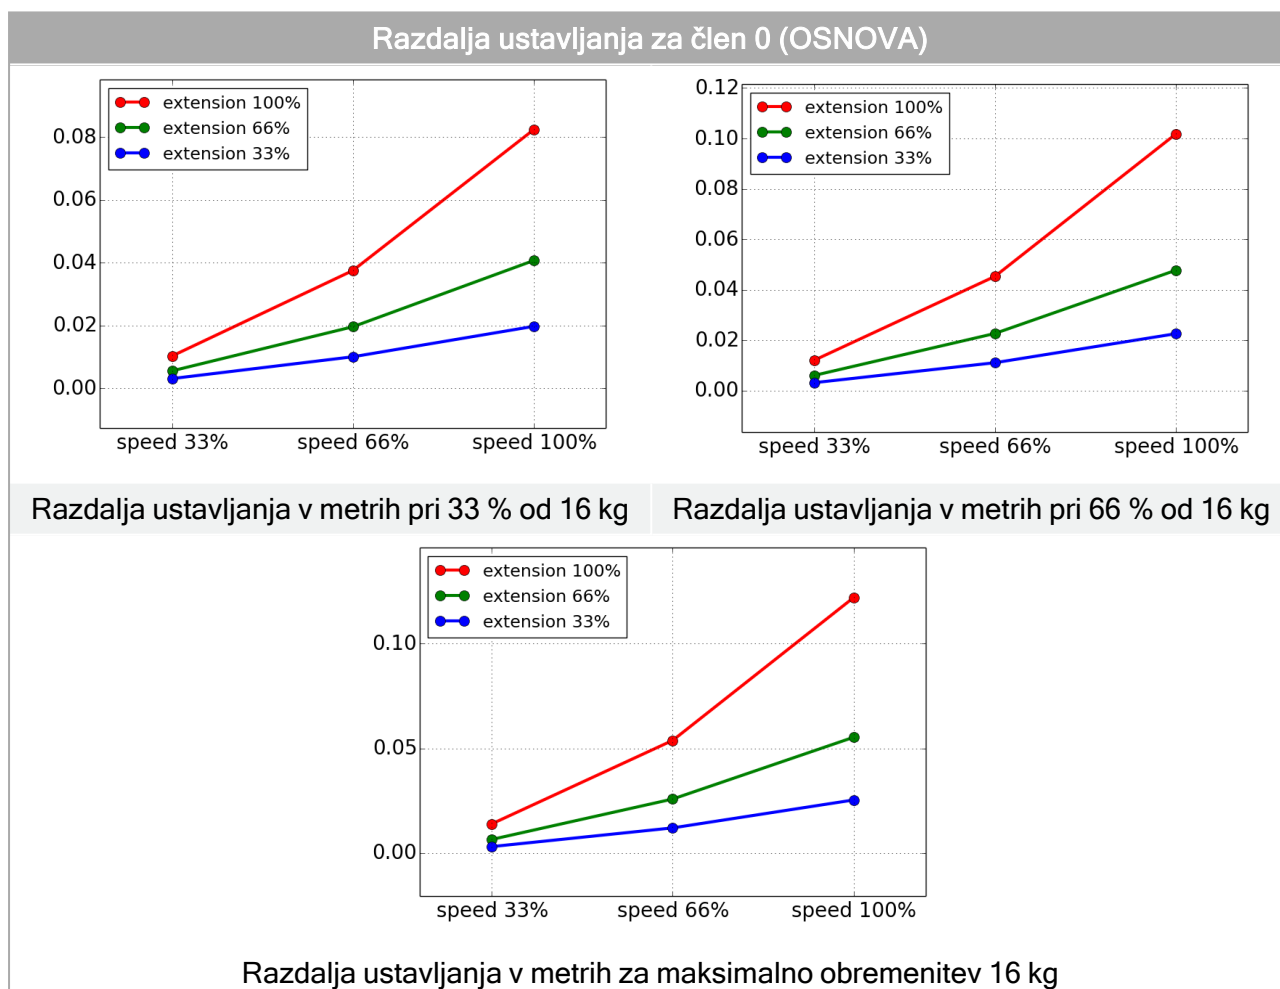 Razdalja ustavljanja za člen 0 (OSNOVA)
extension 100%
extension 66%
extension 33%
0.08
0.06
0.04
0.02
0.00
speed 33% speed 66% speed 100%
Razdalja ustavljanja v metrih pri 33 % od 16 kg
extension 100%
extension 66%
extension 33%
0.12
0.10
0.08
0.06
0.04
0.02
0.00
speed 33% speed 66% speed 100%
Razdalja ustavljanja v metrih pri 66 % od 16 kg
extension 100%
extension 66%
extension 33%
0.10
0.05
0.00
speed 33% speed 66% speed 100%
Razdalja ustavljanja v metrih za maksimalno obremenitev 16 kg